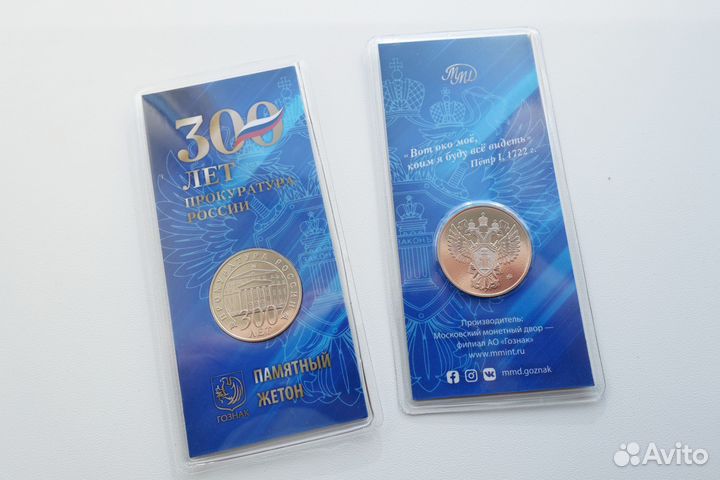 300
ЛЕТ
ПРОКУРАТУРА
РОССИИ
ПРОКУРАТУРА РОССИИ
300
ЛЕТ
ГОЗНАК
ПАМЯТНЫЙ
ЖЕТОН
ММД
«Вот око моё,
коим я буду всё видеть»
Пётр I, 1722 г.
ЗАКОНЪ
Производитель:
Московский монетный двор —
филиал АО «Гознак»
www.mmint.ru
mmd.goznak
Avito